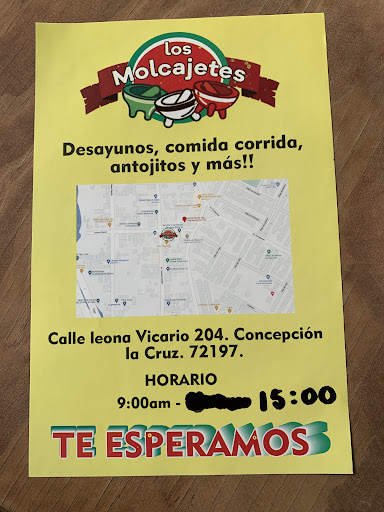 los
Molcajetes
Desayunos, comida corrida,
antojitos y más!!
Calle leona Vicario 204. Concepción
la Cruz. 72197.
HORARIO
9:00am - 15:00
TE ESPERAMOS